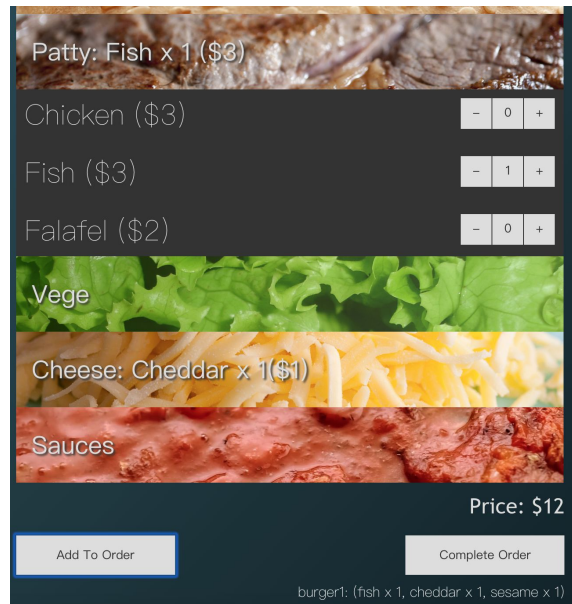 Patty: Fish x 1 ($3)
Chicken ($3)
− 0 +
Fish ($3)
− 1 +
Falafel ($2)
− 0 +
Vege
Cheese: Cheddar x 1($1)
Sauces
Price: $12
Add To Order
Complete Order
burger1: (fish x 1, cheddar x 1, sesame x 1)